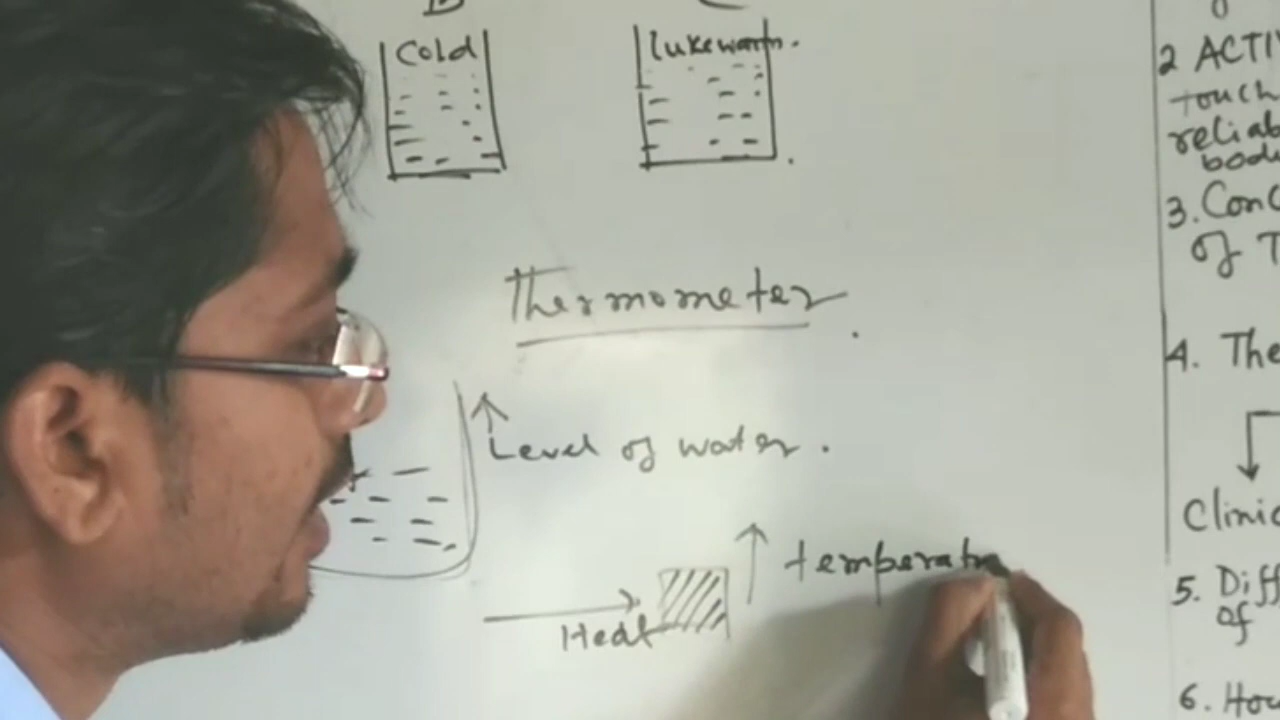 Cold
lukewarm.
Thermometer
Level of water.
Heat
temperatu
2 ACTI
touch
reliab
bod
3. Conc
of T
4. The
Clinic
5. Diff
of
6. How